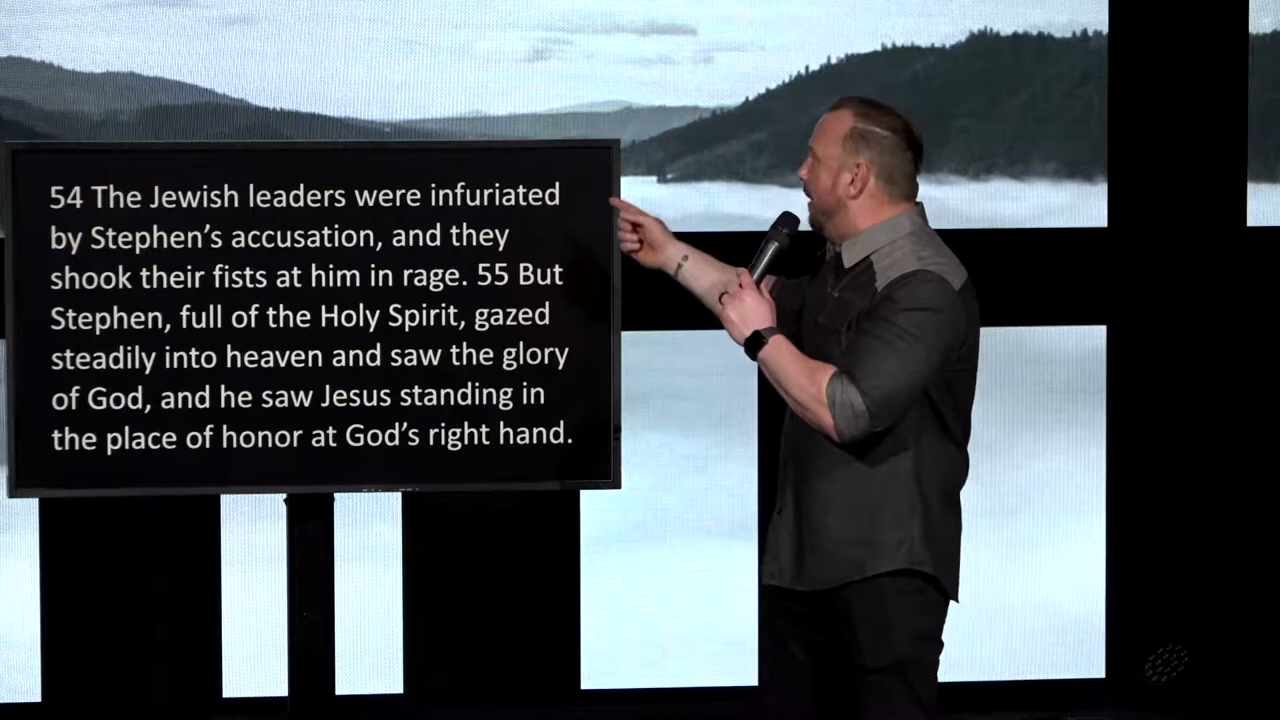 54 The Jewish leaders were infuriated
by Stephen’s accusation, and they
shook their fists at him in rage. 55 But
Stephen, full of the Holy Spirit, gazed
steadily into heaven and saw the glory
of God, and he saw Jesus standing in
the place of honor at God’s right hand.